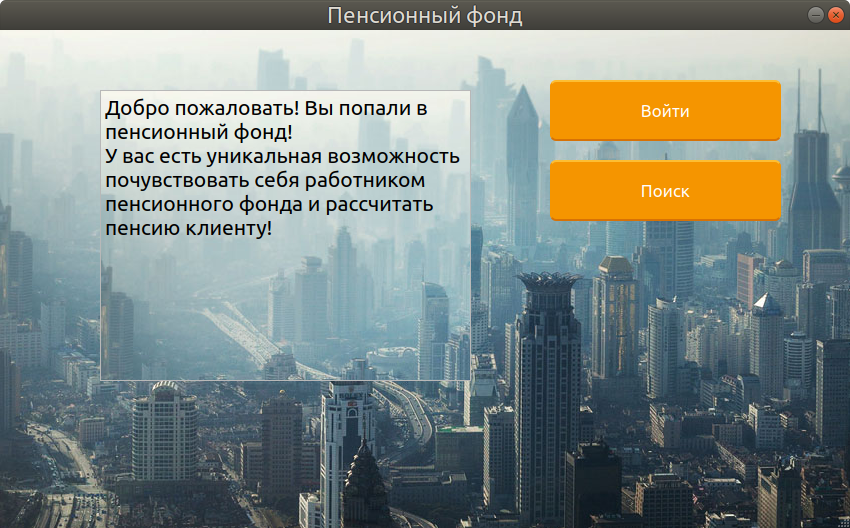 Пенсионный фонд
Добро пожаловать! Вы попали в
пенсионный фонд!
У вас есть уникальная возможность
почувствовать себя работником
пенсионного фонда и рассчитать
пенсию клиенту!
Войти
Поиск